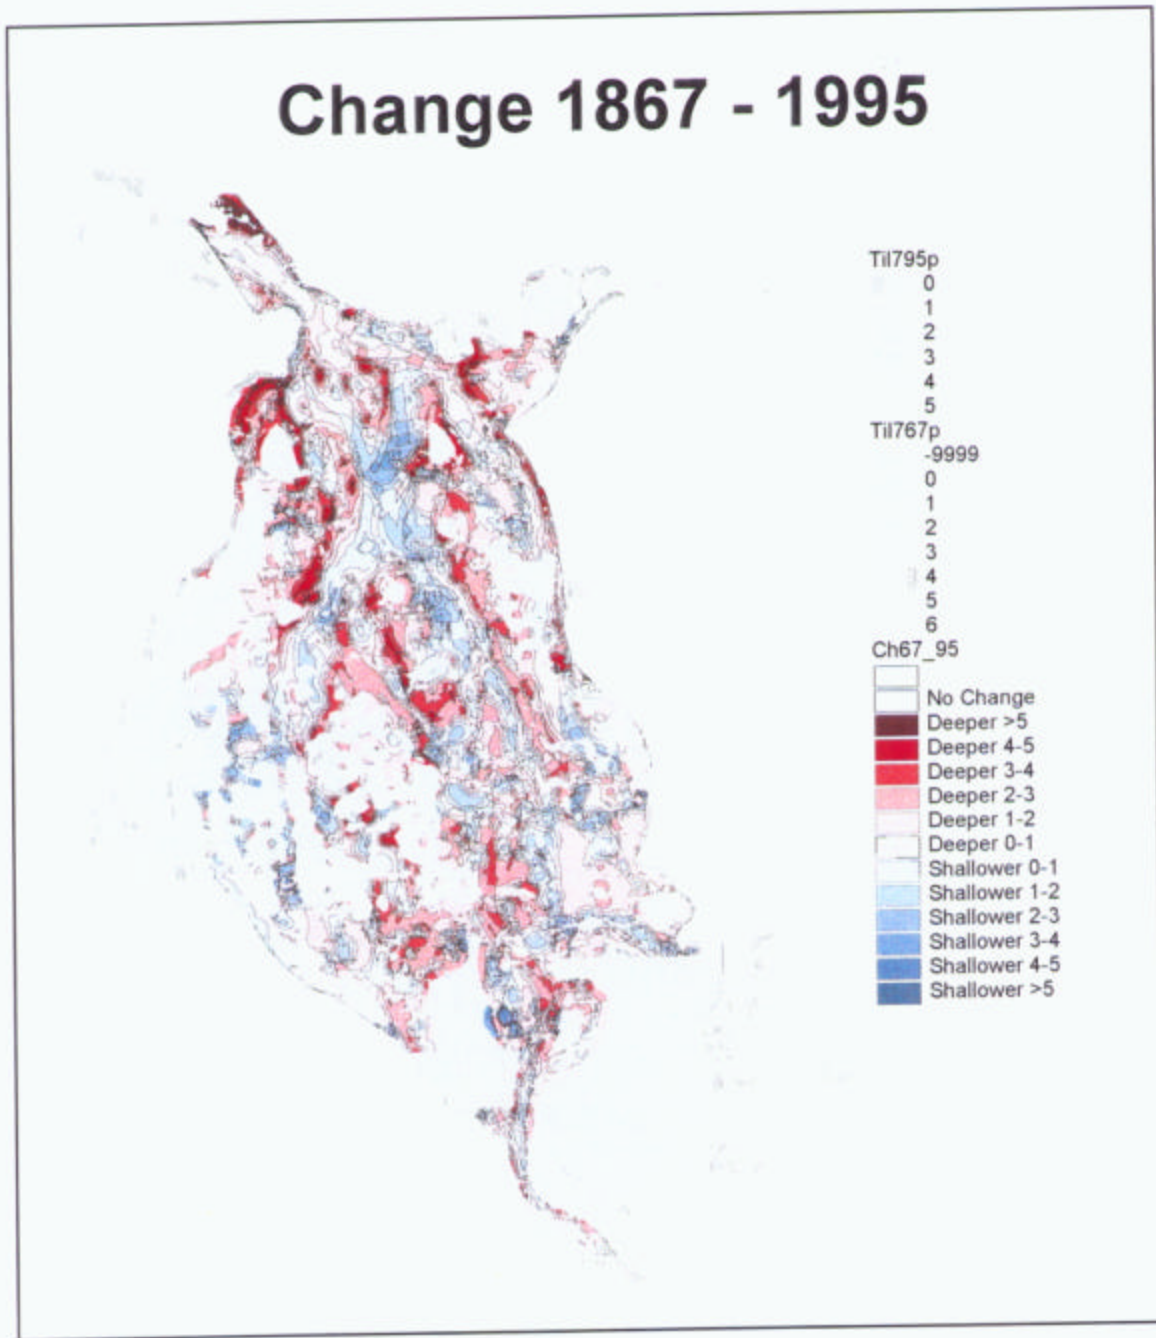 Change 1867 - 1995
Til795p
0
1
2
3
4
5
Til767p
-9999
0
1
2
3
4
5
6
Ch67_95
No Change
Deeper >5
Deeper 4-5
Deeper 3-4
Deeper 2-3
Deeper 1-2
Deeper 0-1
Shallower 0-1
Shallower 1-2
Shallower 2-3
Shallower 3-4
Shallower 4-5
Shallower >5